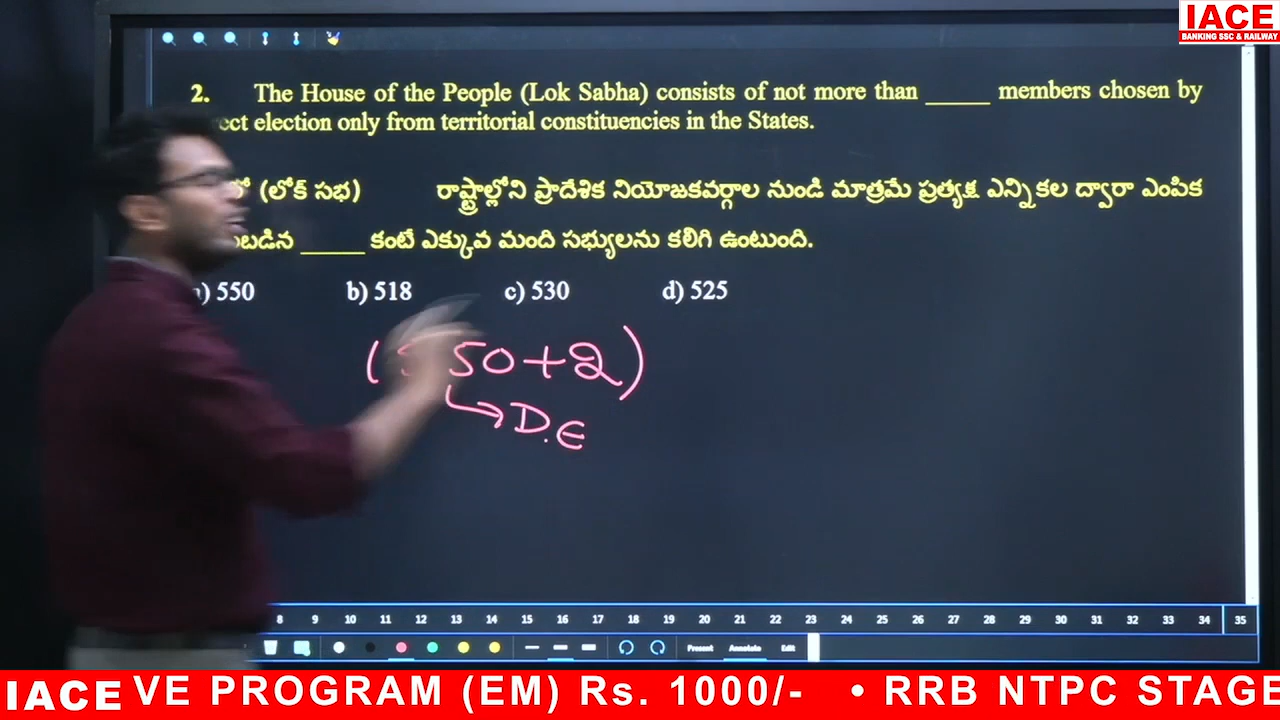 IACE
BANKING SSC & RAILWAY
2. The House of the People (Lok Sabha) consists of not more than _____ members chosen by
election only from territorial constituencies in the States.
(లోక్ సభ) రాష్ట్రాల్లోని ప్రాదేశిక నియోజకవర్గాల నుండి మాత్రమే ప్రత్యక్ష ఎన్నికల ద్వారా ఎంపిక
_____ కంటే ఎక్కువ మంది సభ్యులను కలిగి ఉంటుంది.
) 550 b) 518 c) 530 d) 525
( 50+2)
D.E
8 9 10 11 12 13 14 15 16 17 18 19 20 21 22 23 24 25 26 27 28 29 30 31 32 33 34 35
Present Annotate Edit
IACE VE PROGRAM (EM) Rs. 1000/- • RRB NTPC STAGE